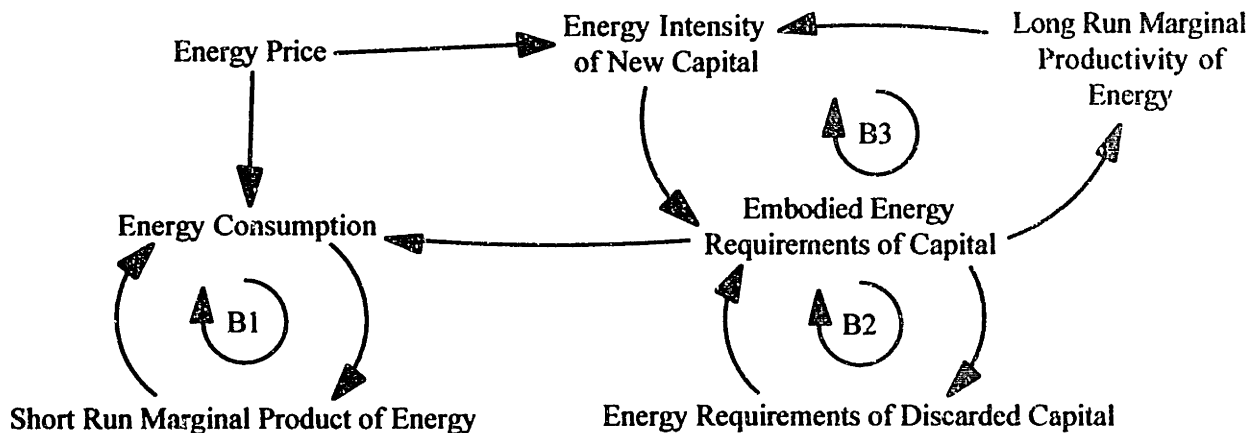 Energy Price
Energy Intensity
of New Capital
Long Run Marginal
Productivity of
Energy
B3
Energy Consumption
Embodied Energy
Requirements of Capital
B1
B2
Short Run Marginal Product of Energy
Energy Requirements of Discarded Capital